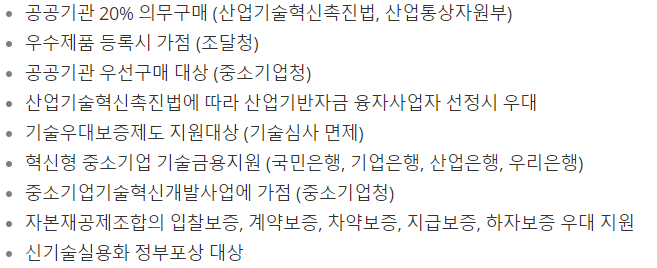 • 공공기관 20% 의무구매 (산업기술혁신촉진법, 산업통상자원부)
• 우수제품 등록시 가점 (조달청)
• 공공기관 우선구매 대상 (중소기업청)
• 산업기술혁신촉진법에 따라 산업기반자금 융자사업자 선정시 우대
• 기술우대보증제도 지원대상 (기술심사 면제)
• 혁신형 중소기업 기술금융지원 (국민은행, 기업은행, 산업은행, 우리은행)
• 중소기업기술혁신개발사업에 가점 (중소기업청)
• 자본재공제조합의 입찰보증, 계약보증, 차약보증, 지급보증, 하자보증 우대 지원
• 신기술실용화 정부포상 대상